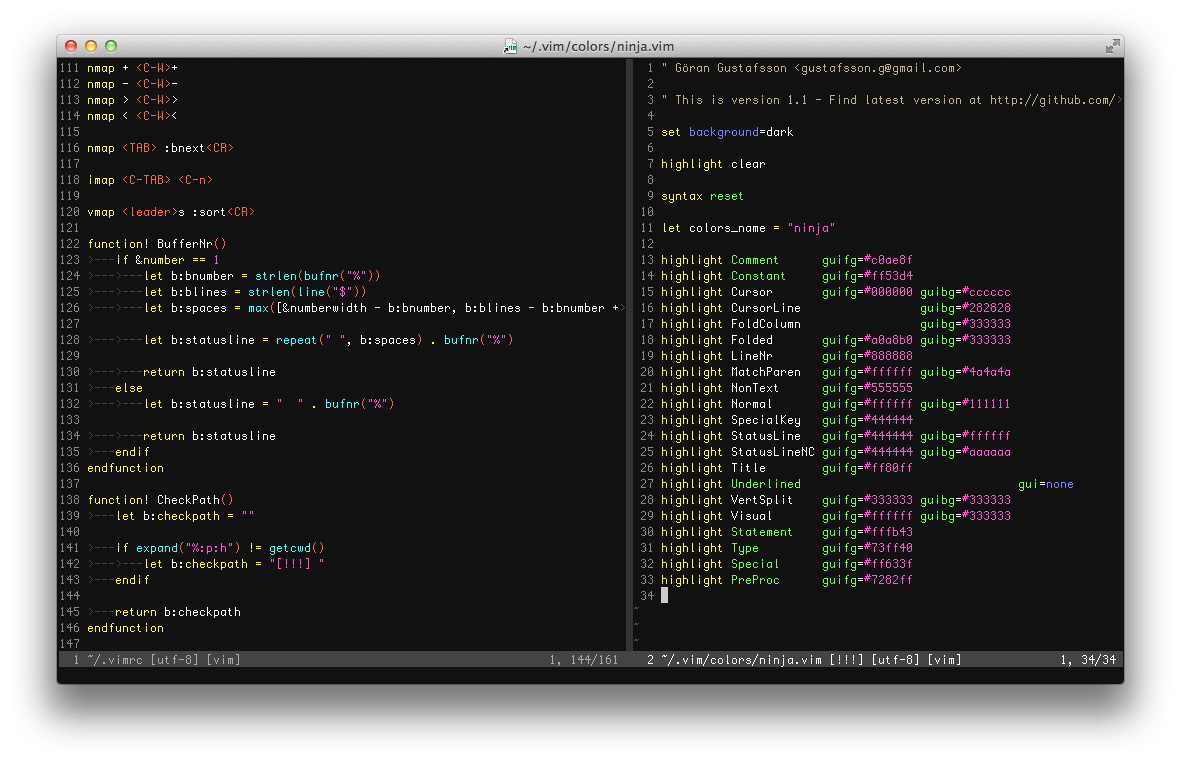 ~/.vim/colors/ninja.vim
111 nmap + <C-W>+
112 nmap - <C-W>-
113 nmap > <C-W>>
114 nmap < <C-W><
115
116 nmap <TAB> :bnext<CR>
117
118 imap <C-TAB> <C-n>
119
120 vmap <leader>s :sort<CR>
121
122 function! BufferNr()
123 >---if &number == 1
124 >--->---let b:bnumber = strlen(bufnr("%"))
125 >--->---let b:blines = strlen(line("$"))
126 >--->---let b:spaces = max([&numberwidth - b:bnumber, b:blines - b:bnumber +>
127
128 >--->---let b:statusline = repeat(" ", b:spaces) . bufnr("%")
129
130 >--->---return b:statusline
131 >---else
132 >--->---let b:statusline = "  " . bufnr("%")
133
134 >--->---return b:statusline
135 >---endif
136 endfunction
137
138 function! CheckPath()
139 >---let b:checkpath = ""
140
141 >---if expand("%:p:h") != getcwd()
142 >--->---let b:checkpath = "[!!!] "
143 >---endif
144
145 >---return b:checkpath
146 endfunction
147
1 ~/.vimrc [utf-8] [vim] 1, 144/161
1 " Göran Gustafsson <gustafsson.g@gmail.com>
2
3 " This is version 1.1 - Find latest version at http://github.com/>
4
5 set background=dark
6
7 highlight clear
8
9 syntax reset
10
11 let colors_name = "ninja"
12
13 highlight Comment guifg=#c0ae8f
14 highlight Constant guifg=#ff53d4
15 highlight Cursor guifg=#000000 guibg=#cccccc
16 highlight CursorLine guibg=#282828
17 highlight FoldColumn guibg=#333333
18 highlight Folded guifg=#a0a8b0 guibg=#333333
19 highlight LineNr guifg=#888888
20 highlight MatchParen guifg=#ffffff guibg=#4a4a4a
21 highlight NonText guifg=#555555
22 highlight Normal guifg=#ffffff guibg=#111111
23 highlight SpecialKey guifg=#444444
24 highlight StatusLine guifg=#444444 guibg=#ffffff
25 highlight StatusLineNC guifg=#444444 guibg=#aaaaaa
26 highlight Title guifg=#ff80ff
27 highlight Underlined gui=none
28 highlight VertSplit guifg=#333333 guibg=#333333
29 highlight Visual guifg=#ffffff guibg=#333333
30 highlight Statement guifg=#fffb43
31 highlight Type guifg=#73ff40
32 highlight Special guifg=#ff633f
33 highlight PreProc guifg=#7282ff
34
~
~
~
2 ~/.vim/colors/ninja.vim [!!!] [utf-8] [vim] 1, 34/34